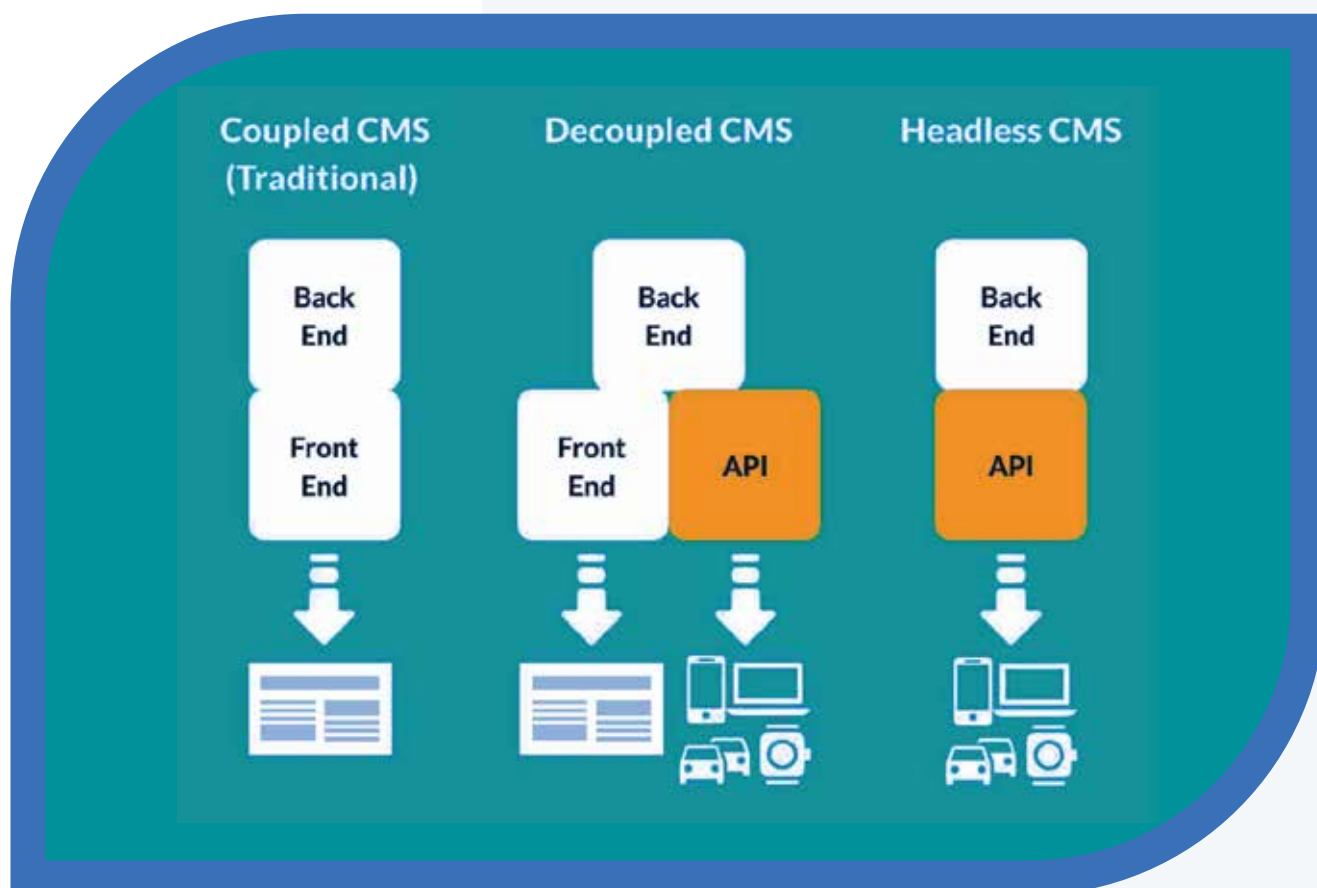 Coupled CMS
(Traditional)
Decoupled CMS
Headless CMS
Back
End
Front
End
Back
End
Front
End
API
Back
End
API